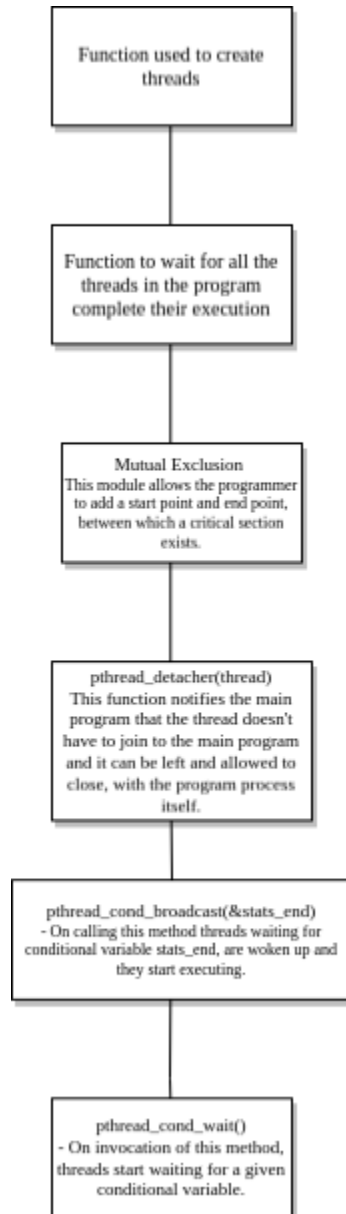 Function used to create
threads
Function to wait for all the
threads in the program
complete their execution
Mutual Exclusion
This module allows the programmer
to add a start point and end point,
between which a critical section
exists.
pthread_detacher(thread)
This function notifies the main
program that the thread doesn't
have to join to the main program
and it can be left and allowed to
close, with the program process
itself.
pthread_cond_broadcast(&stats_end)
- On calling this method threads waiting for
conditional variable stats_end, are woken up and
they start executing.
pthread_cond_wait()
- On invocation of this method,
threads start waiting for a given
conditional variable.